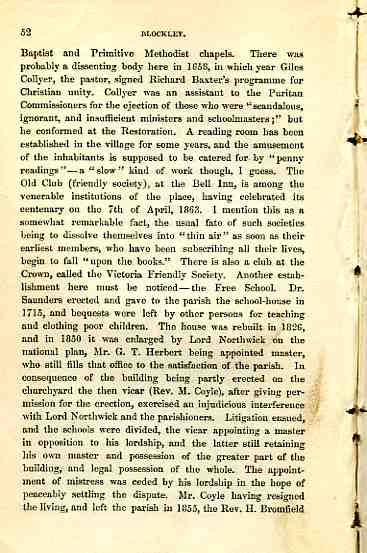 52
BLOCKLEY.
Baptist and Primitive Methodist chapels. There was
probably a dissenting body here in 1658, in which year Giles
Collyer, the pastor, signed Richard Baxter's programme for
Christian unity. Collyer was an assistant to the Puritan
Commissioners for the ejection of those who were "scandalous,
ignorant, and insufficient ministers and schoolmasters;" but
he conformed at the Restoration. A reading room has been
established in the village for some years, and the amusement
of the inhabitants is supposed to be catered for by "penny
readings"—a "slow" kind of work though, I guess. The
Old Club (friendly society), at the Bell Inn, is among the
venerable institutions of the place, having celebrated its
centenary on the 7th of April, 1863. I mention this as a
somewhat remarkable fact, the usual fate of such societies
being to dissolve themselves into "thin air" as soon as their
earliest members, who have been subscribing all their lives,
begin to fall "upon the books." There is also a club at the
Crown, called the Victoria Friendly Society. Another estab-
lishment here must be noticed—the Free School. Dr.
Saunders erected and gave to the parish the school-house in
1715, and bequests were left by other persons for teaching
and clothing poor children. The house was rebuilt in 1826,
and in 1850 it was enlarged by Lord Northwick on the
national plan, Mr. G. T. Herbert being appointed master,
who still fills that office to the satisfaction of the parish. In
consequence of the building being partly erected on the
churchyard the then vicar (Rev. M. Coyle), after giving per-
mission for the erection, exercised an injudicious interference
with Lord Northwick and the parishioners. Litigation ensued,
and the schools were divided, the vicar appointing a master
in opposition to his lordship, and the latter still retaining
his own master and possession of the greater part of the
building, and legal possession of the whole. The appoint-
ment of mistress was ceded by his lordship in the hope of
peaceably settling the dispute. Mr. Coyle having resigned
the living, and left the parish in 1855, the Rev. H. Bromfield